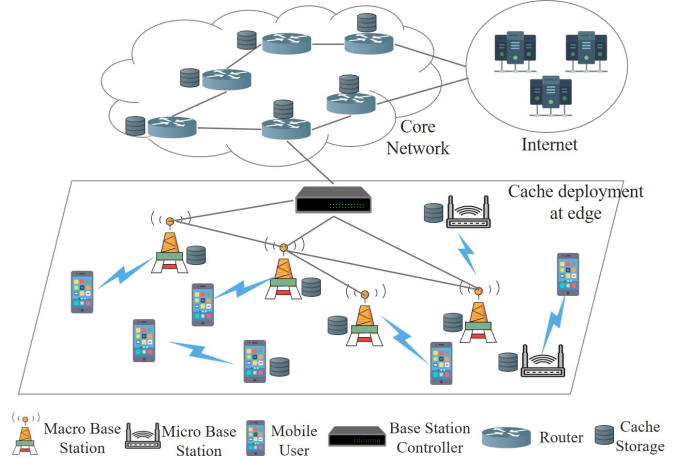 Core
Network
Internet
Cache deployment
at edge
Macro Base
Station
Micro Base
Station
Mobile
User
Base Station
Controller
Router
Cache
Storage